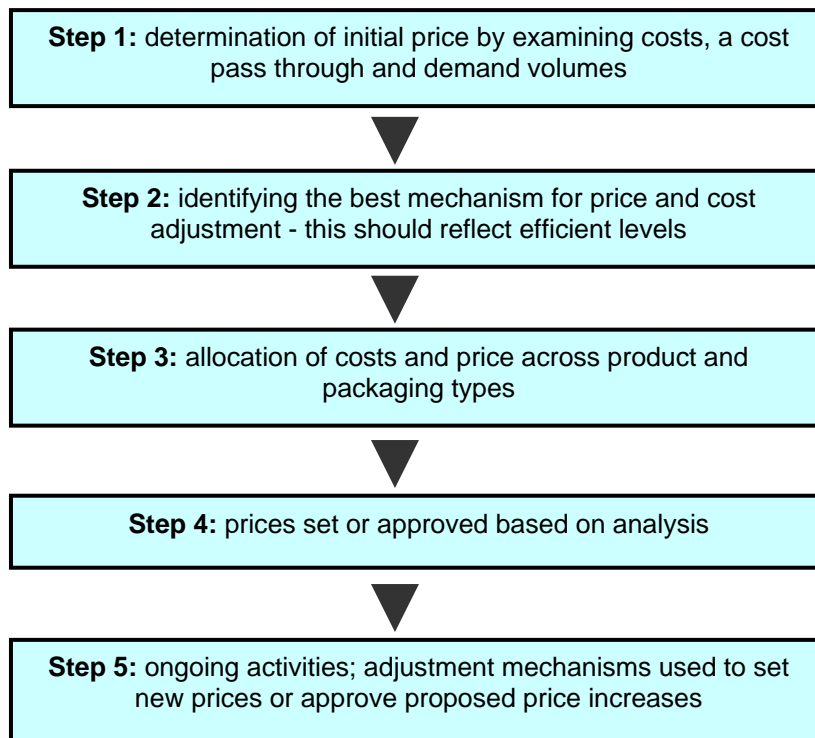 Step 1: determination of initial price by examining costs, a cost
pass through and demand volumes
Step 2: identifying the best mechanism for price and cost
adjustment - this should reflect efficient levels
Step 3: allocation of costs and price across product and
packaging types
Step 4: prices set or approved based on analysis
Step 5: ongoing activities; adjustment mechanisms used to set
new prices or approve proposed price increases